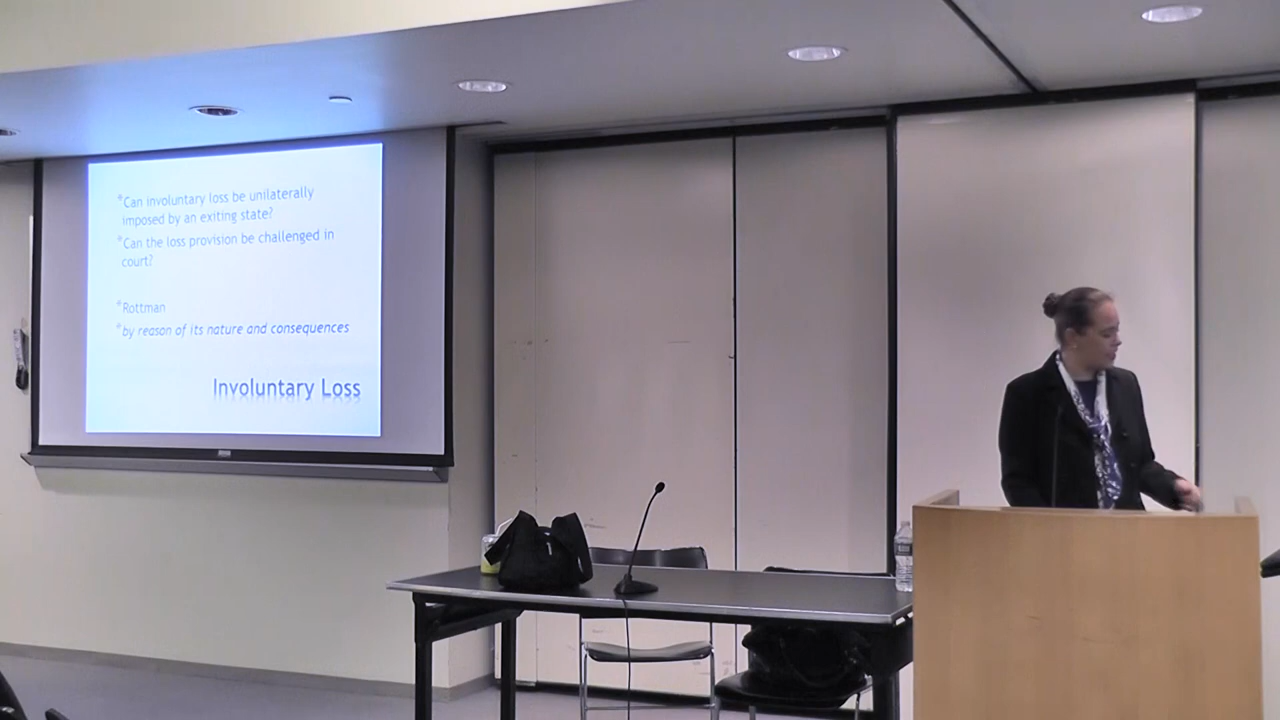 *Can involuntary loss be unilaterally
imposed by an exiting state?
*Can the loss provision be challenged in
court?
*Rottman
*by reason of its nature and consequences
Involuntary Loss